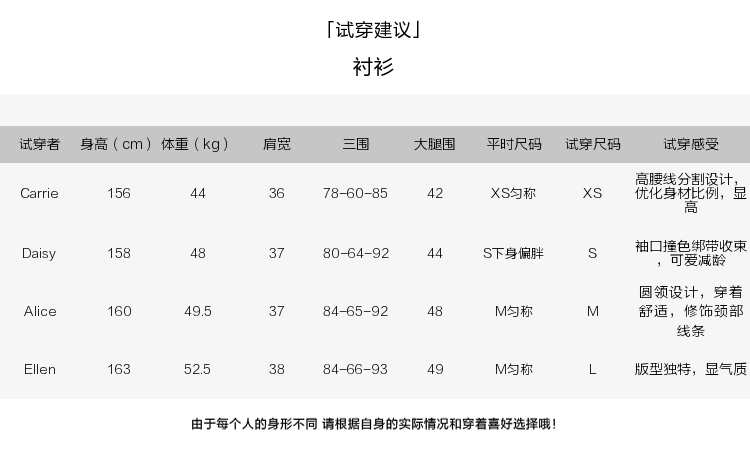 「试穿建议」
衬衫
试穿者 身高（cm） 体重（kg） 肩宽 三围 大腿围 平时尺码 试穿尺码 试穿感受
Carrie 156 44 36 78-60-85 42 XS匀称 XS 高腰线分割设计，
优化身材比例，显
高
Daisy 158 48 37 80-64-92 44 S下身偏胖 S 袖口撞色绑带收束
，可爱减龄
Alice 160 49.5 37 84-65-92 48 M匀称 M 圆领设计，穿着
舒适，修饰颈部
线条
Ellen 163 52.5 38 84-66-93 49 M匀称 L 版型独特，显气质
由于每个人的身形不同 请根据自身的实际情况和穿着喜好选择哦！